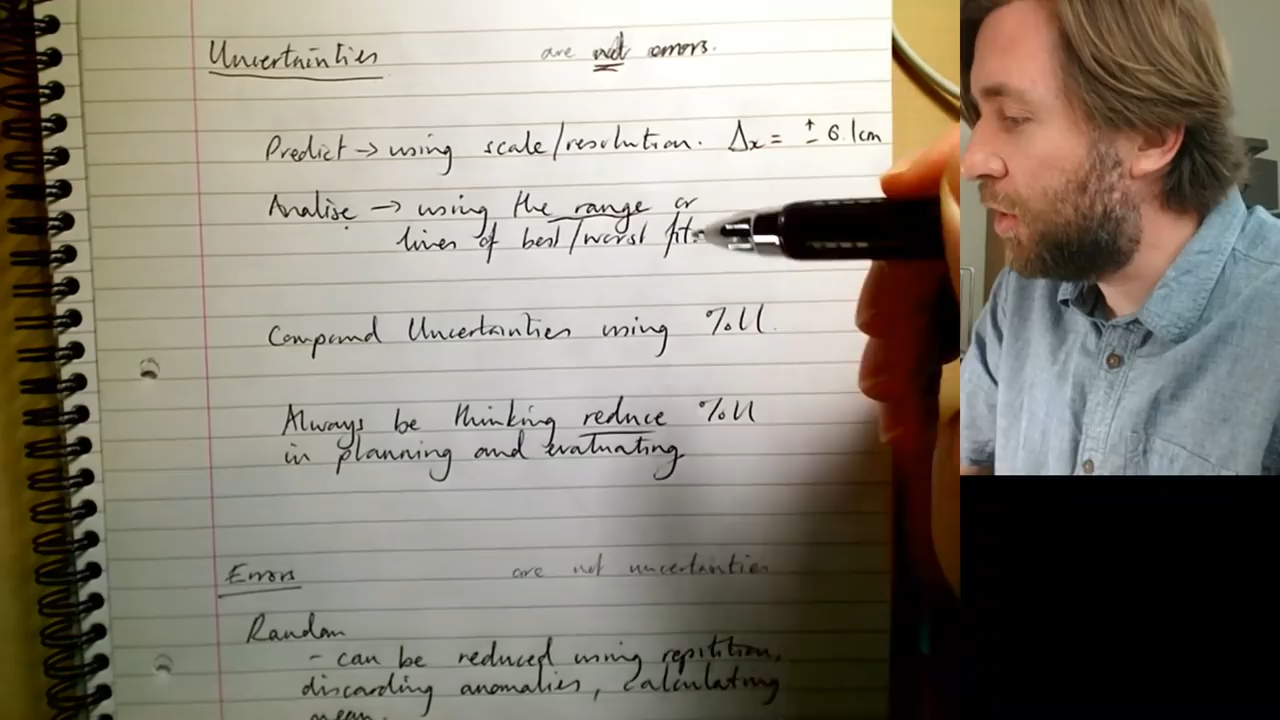 Uncertainties are not errors.
Predict → using scale/resolution. Δx = ± 0.1cm
Analise → using the range or
lines of best/worst fit.
Compound Uncertainties using %U.
Always be thinking reduce %U
in planning and evaluating
Errors are not uncertainties
Random
- can be reduced using repitition,
discarding anomalies, calculating
mean.